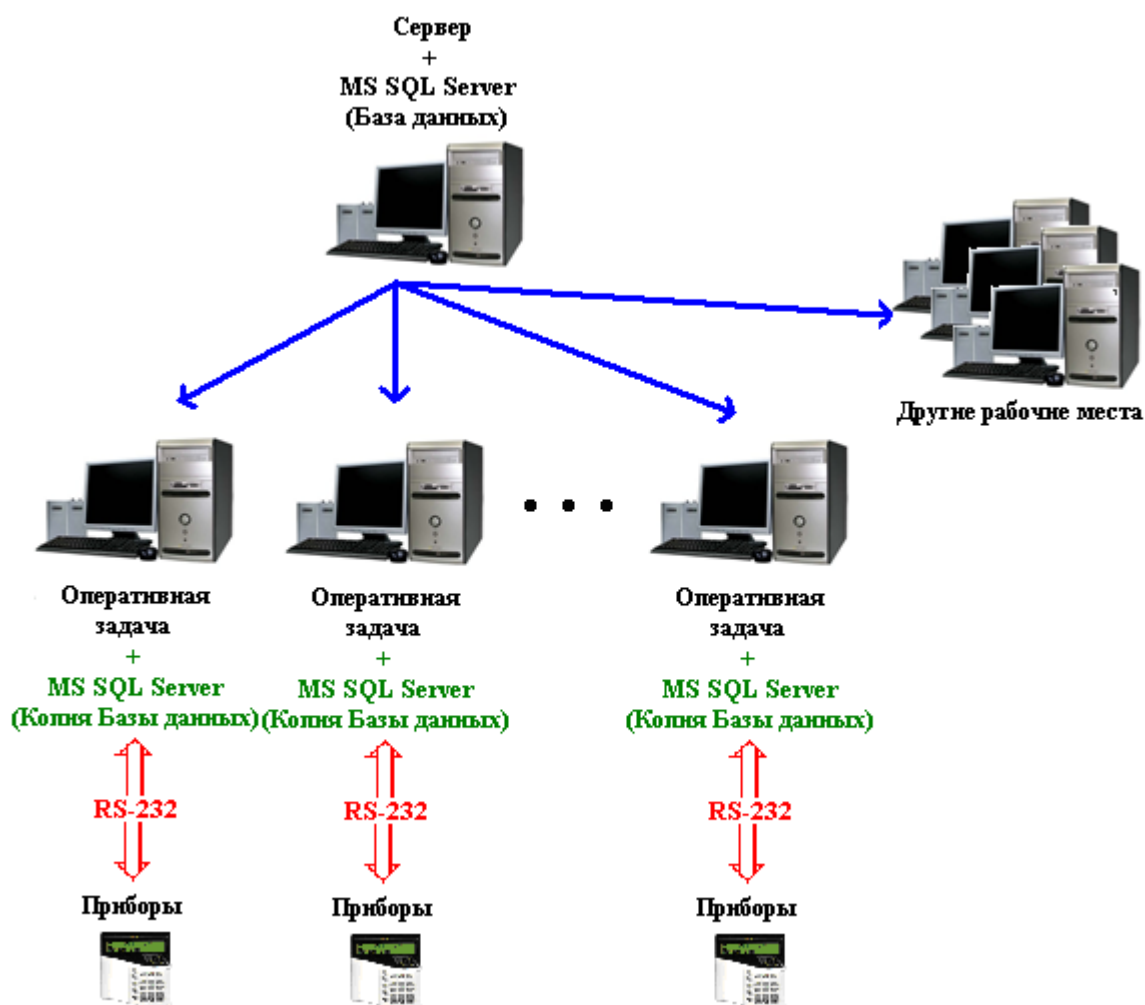 Сервер
+
MS SQL Server
(База данных)
Другие рабочие места
Оперативная
задача
+
MS SQL Server
(Копия Базы данных)
RS-232
Приборы
Оперативная
задача
+
MS SQL Server
(Копия Базы данных)
RS-232
Приборы
Оперативная
задача
+
MS SQL Server
(Копия Базы данных)
RS-232
Приборы